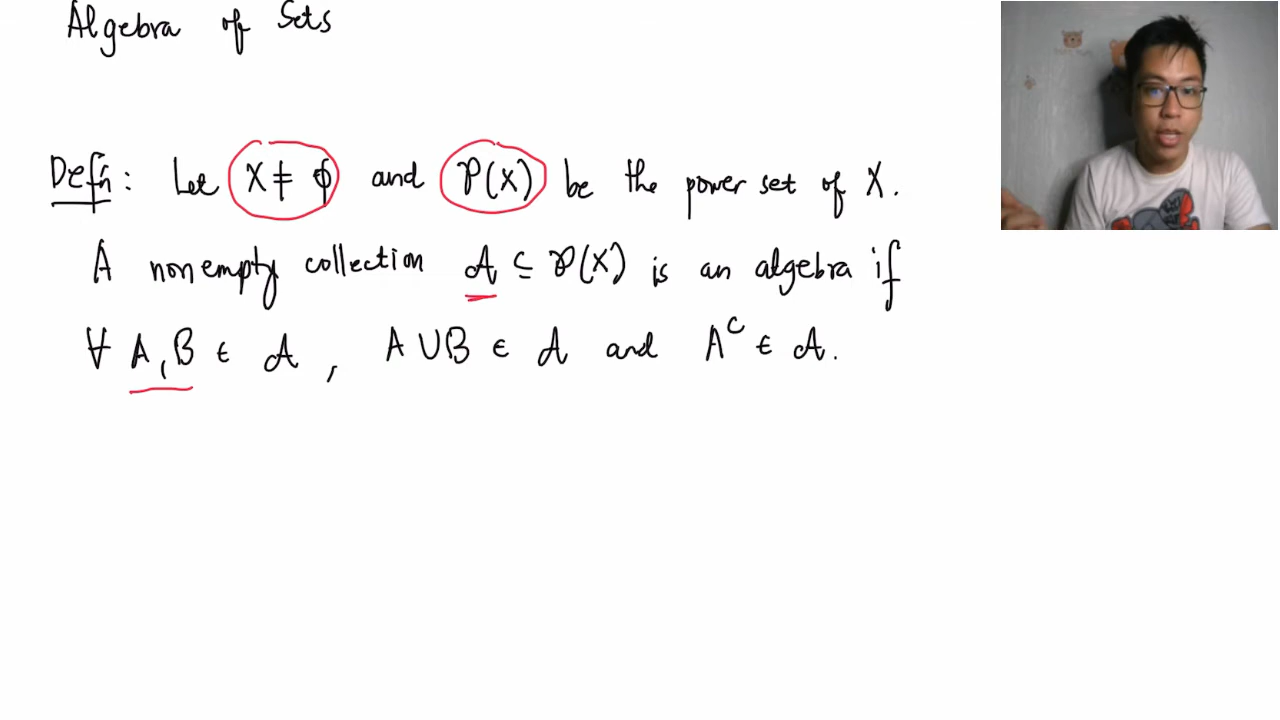 Algebra of Sets
Defn: Let X ≠ ϕ and 𝒫(X) be the power set of X.
A nonempty collection 𝒜 ⊆ 𝒫(X) is an algebra if
∀ A, B ∈ 𝒜, A ∪ B ∈ 𝒜 and Aᶜ ∈ 𝒜.